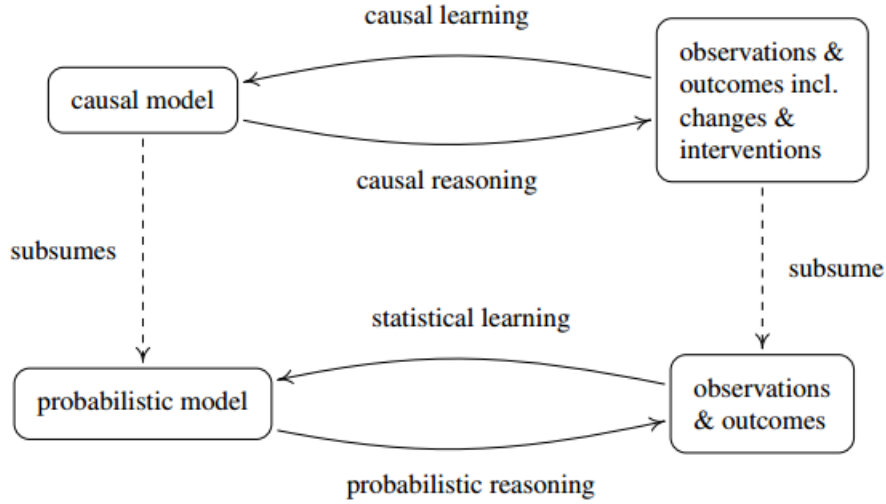 causal learning
observations &
outcomes incl.
changes &
interventions
causal model
causal reasoning
subsumes
subsume
statistical learning
probabilistic model
observations
& outcomes
probabilistic reasoning